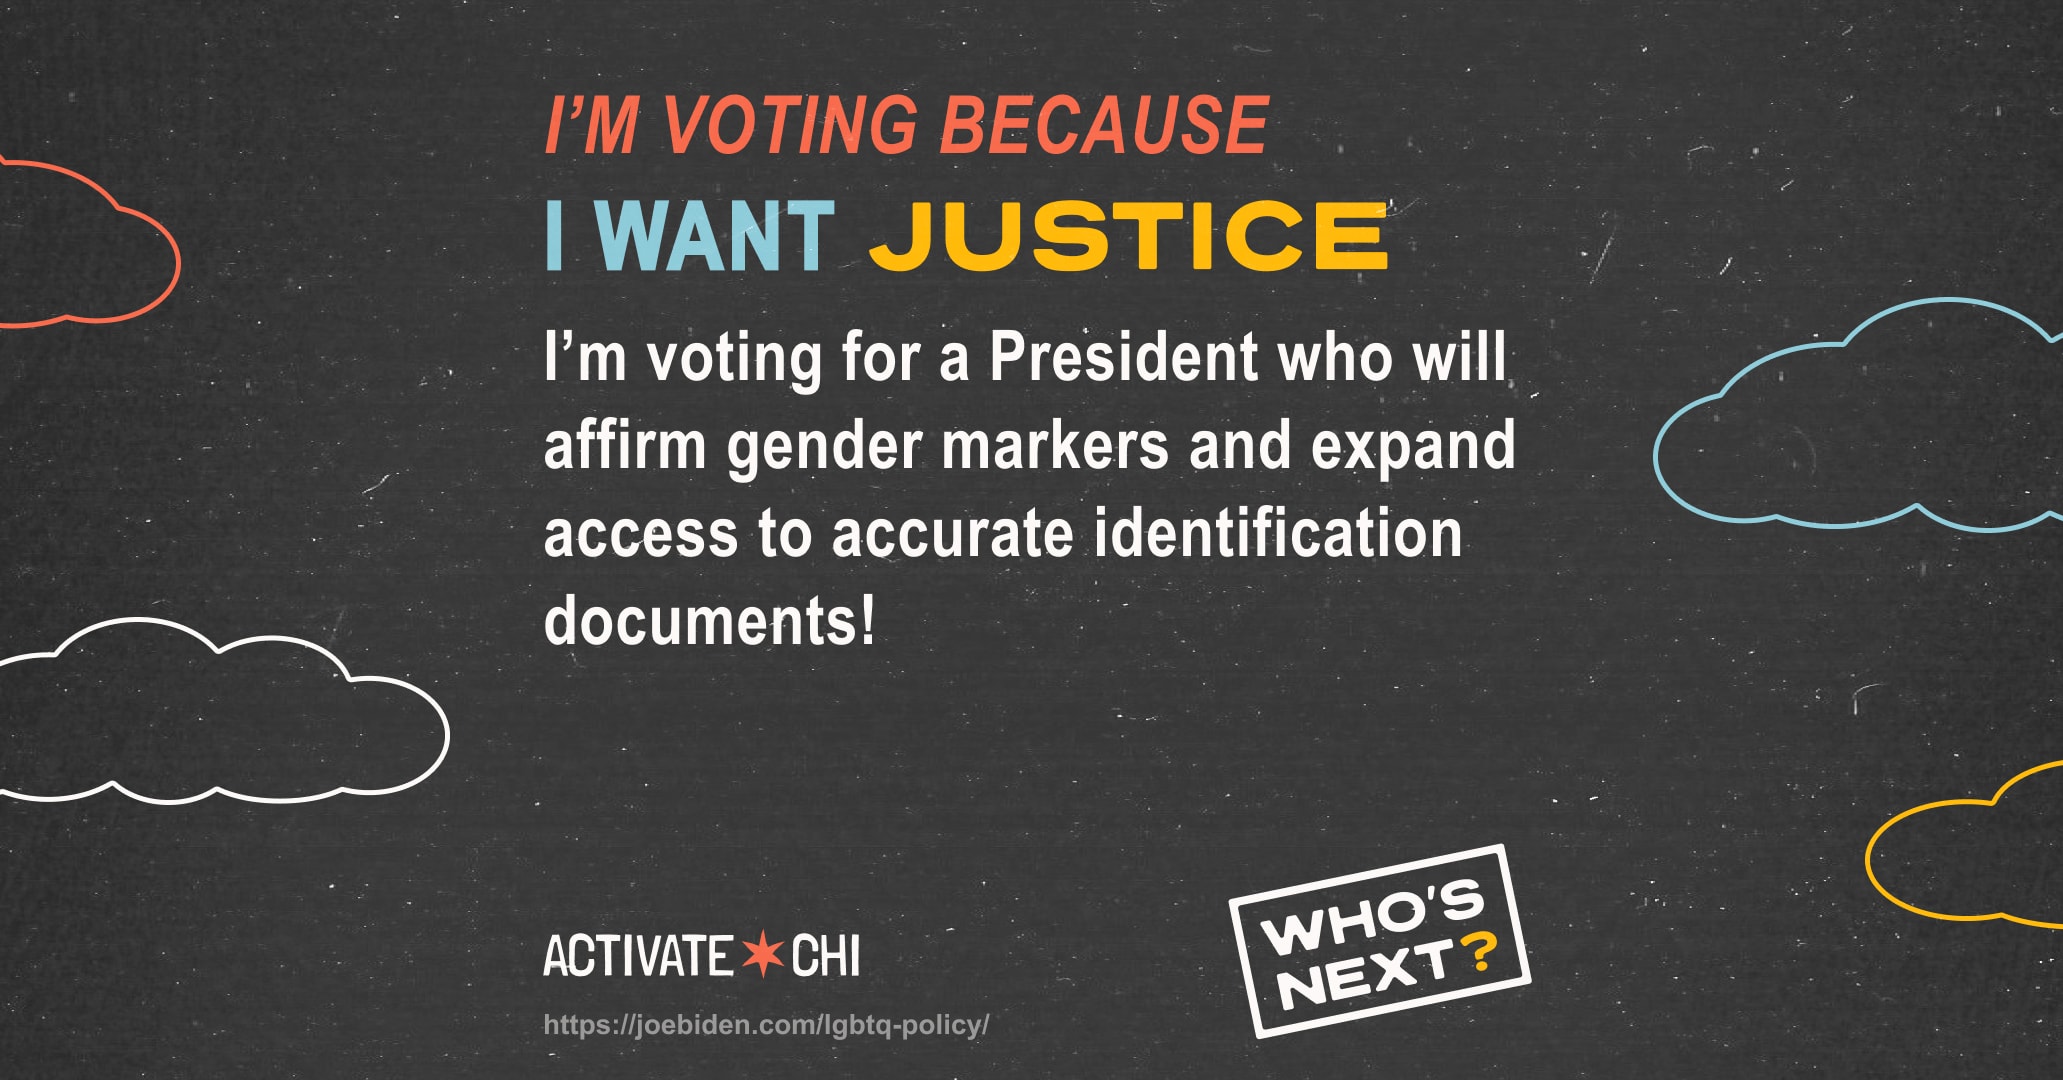 I’M VOTING BECAUSE
I WANT JUSTICE
I’m voting for a President who will
affirm gender markers and expand
access to accurate identification
documents!
ACTIVATE CHI
https://joebiden.com/lgbtq-policy/
WHO'S
NEXT?